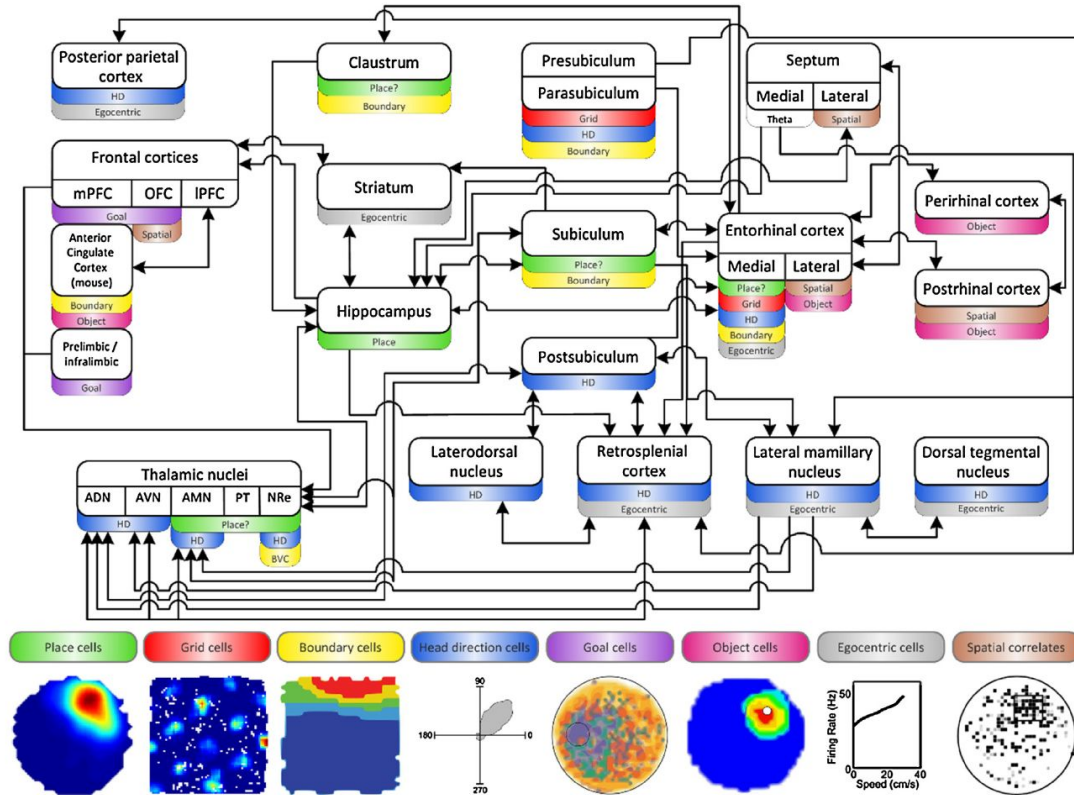 Posterior parietal
cortex
HD
Egocentric
Claustrum
Place?
Boundary
Presubiculum
Parasubiculum
Grid
HD
Boundary
Septum
Medial Lateral
Theta Spatial
Frontal cortices
mPFC OFC lPFC
Goal
Spatial
Anterior
Cingulate
Cortex
(mouse)
Boundary
Object
Prelimbic /
infralimbic
Goal
Striatum
Egocentric
Hippocampus
Place
Subiculum
Place?
Boundary
Entorhinal cortex
Medial Lateral
Place? Spatial
Grid Object
HD
Boundary
Egocentric
Perirhinal cortex
Object
Postrhinal cortex
Spatial
Object
Postsubiculum
HD
Thalamic nuclei
ADN AVN AMN PT NRe
HD Place?
HD HD
BVC
Laterodorsal
nucleus
HD
Retrosplenial
cortex
HD
Egocentric
Lateral mamillary
nucleus
HD
Egocentric
Dorsal tegmental
nucleus
HD
Egocentric
Place cells Grid cells Boundary cells Head direction cells Goal cells Object cells Egocentric cells Spatial correlates
90
180 0
270
Firing Rate (Hz)
50
0
0 20 40
Speed (cm/s)